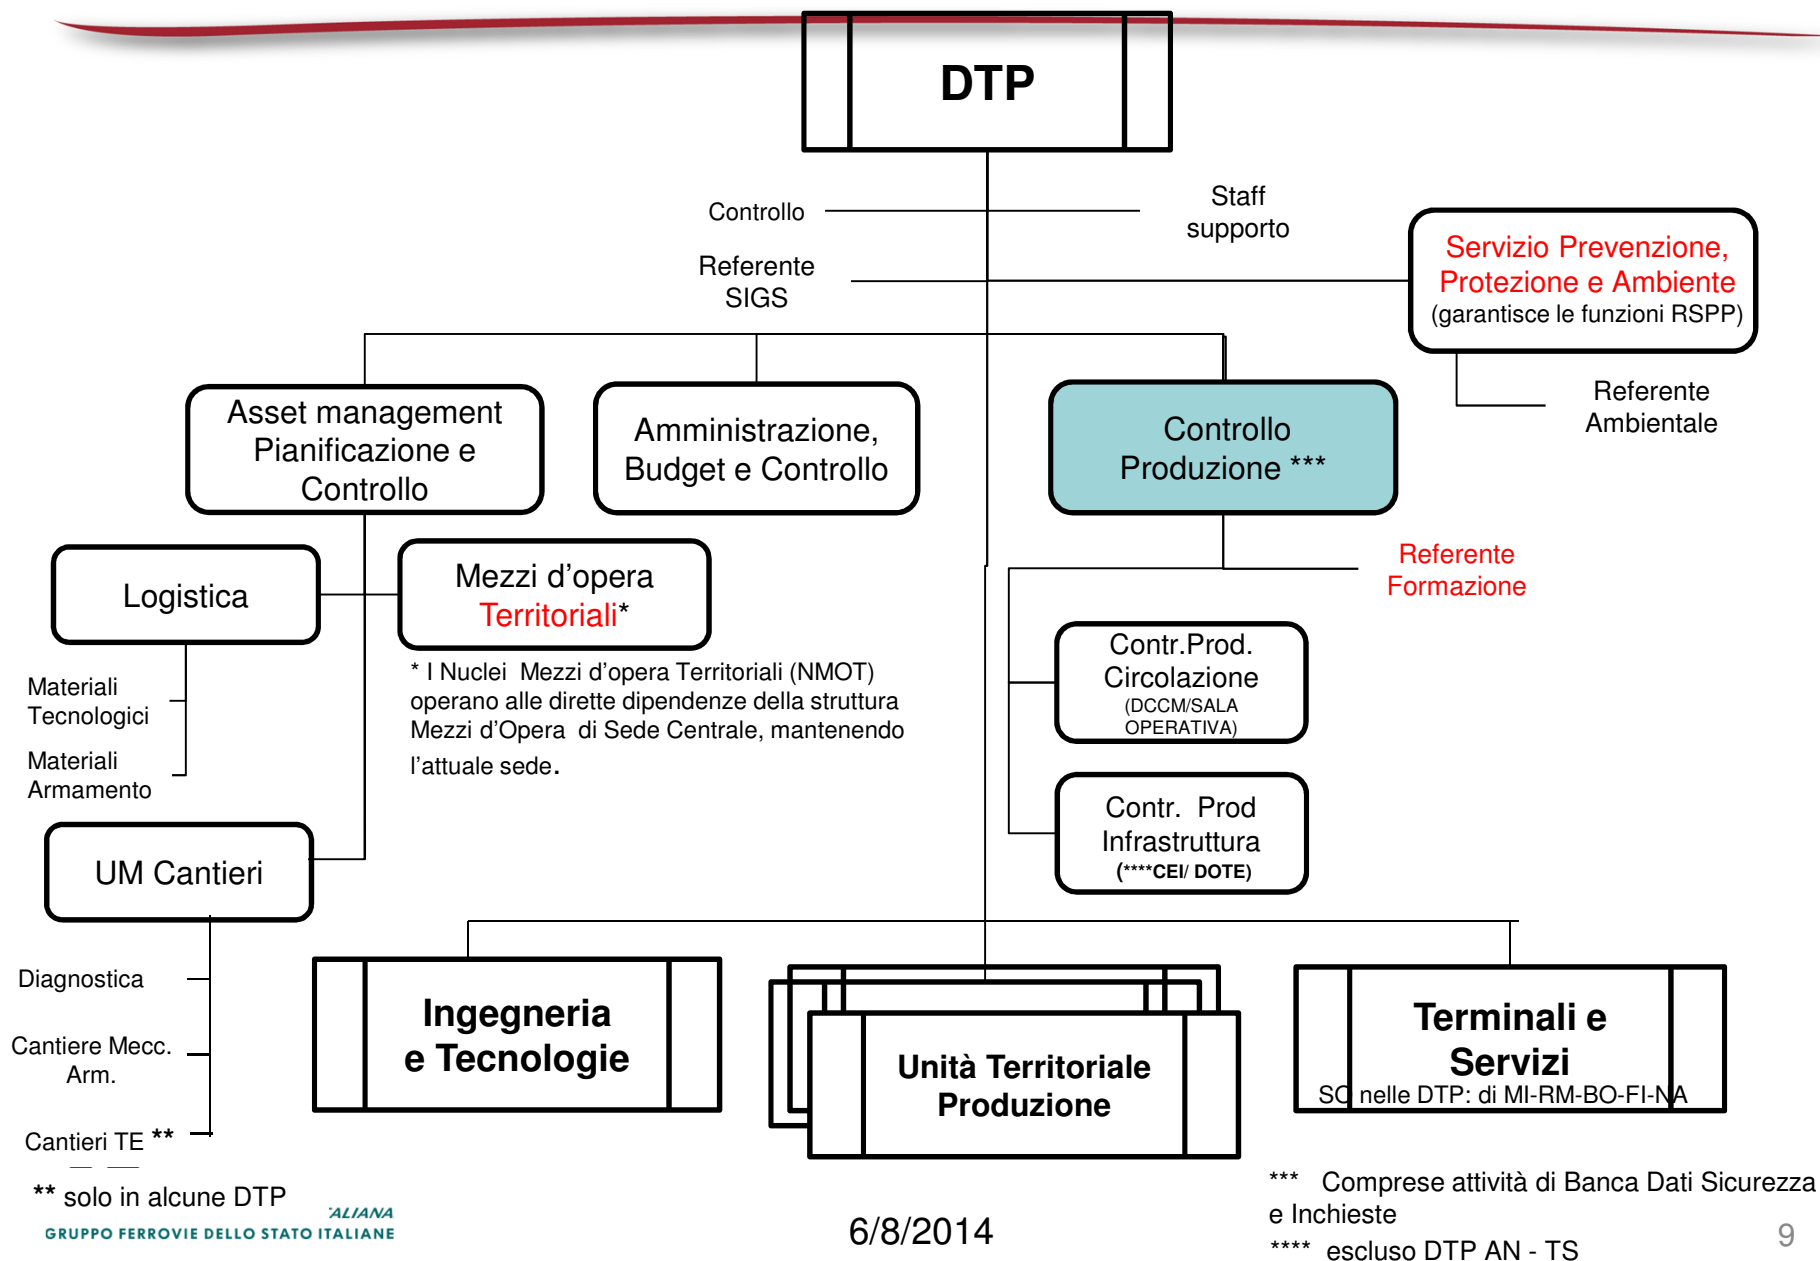 DTP
Controllo
Staff
supporto
Referente
SIGS
Servizio Prevenzione,
Protezione e Ambiente
(garantisce le funzioni RSPP)
Referente
Ambientale
Asset management
Pianificazione e
Controllo
Amministrazione,
Budget e Controllo
Controllo
Produzione ***
Referente
Formazione
Logistica
Mezzi d'opera
Territoriali*
* I Nuclei Mezzi d'opera Territoriali (NMOT)
operano alle dirette dipendenze della struttura
Mezzi d'Opera di Sede Centrale, mantenendo
l'attuale sede.
Materiali
Tecnologici
Materiali
Armamento
Contr.Prod.
Circolazione
(DCCM/SALA
OPERATIVA)
Contr. Prod
Infrastruttura
(****CEI/ DOTE)
UM Cantieri
Diagnostica
Cantiere Mecc.
Arm.
Cantieri TE **
Ingegneria
e Tecnologie
Unità Territoriale
Produzione
Terminali e
Servizi
SO nelle DTP: di MI-RM-BO-FI-NA
** solo in alcune DTP
ALIANA
GRUPPO FERROVIE DELLO STATO ITALIANE
6/8/2014
*** Comprese attività di Banca Dati Sicurezza
e Inchieste
**** escluso DTP AN - TS
9